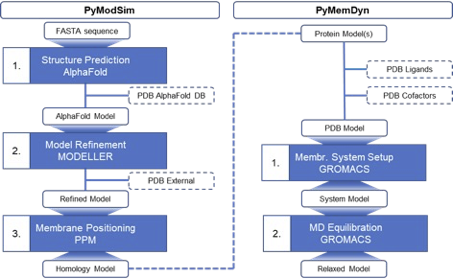 PyModSim
FASTA sequence
1.
Structure Prediction
AlphaFold
PDB AlphaFold DB
AlphaFold Model
2.
Model Refinement
MODELLER
PDB External
Refined Model
3.
Membrane Positioning
PPM
Homology Model
PyMemDyn
Protein Model(s)
PDB Ligands
PDB Cofactors
PDB Model
1.
Membr. System Setup
GROMACS
System Model
2.
MD Equilibration
GROMACS
Relaxed Model